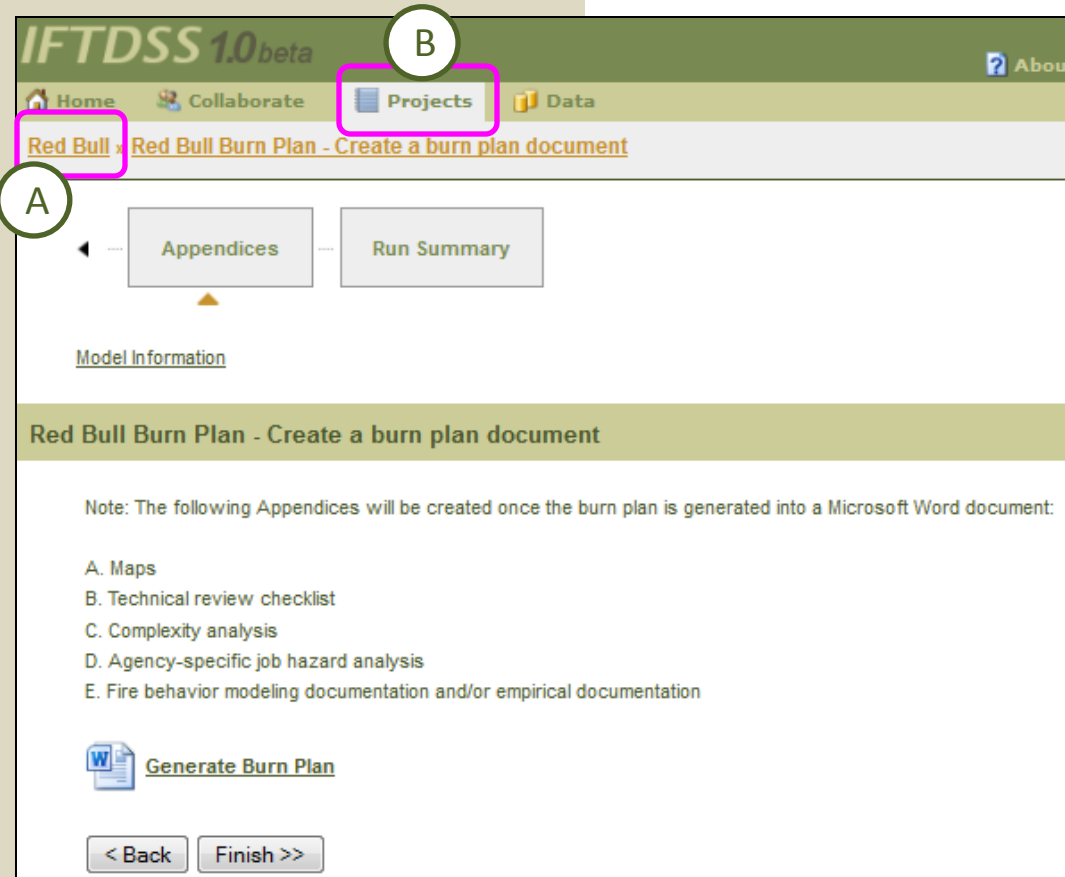 IFTDSS 1.0 beta
B
Abou
Home Collaborate Projects Data
Red Bull » Red Bull Burn Plan - Create a burn plan document
A
Appendices Run Summary
Model Information
Red Bull Burn Plan - Create a burn plan document
Note: The following Appendices will be created once the burn plan is generated into a Microsoft Word document:
A. Maps
B. Technical review checklist
C. Complexity analysis
D. Agency-specific job hazard analysis
E. Fire behavior modeling documentation and/or empirical documentation
Generate Burn Plan
< Back Finish >>